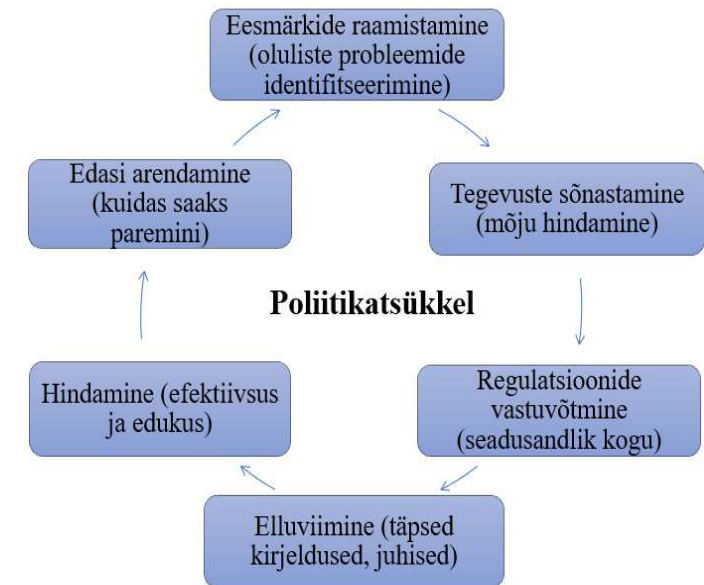 Eesmärkide raamistamine
(oluliste probleemide
identifitseerimine)
Tegevuste sõnastamine
(mõju hindamine)
Regulatsioonide
vastuvõtmine
(seadusandlik kogu)
Elluviimine (täpsed
kirjeldused, juhised)
Hindamine (efektiivsus
ja edukus)
Edasi arendamine
(kuidas saaks
paremini)
Poliitikatsükkel